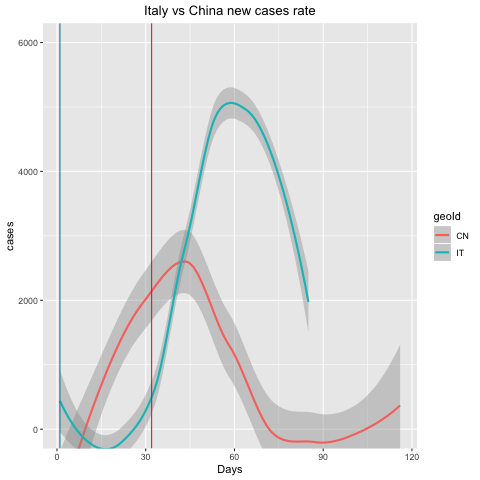 Italy vs China new cases rate
6000
4000
2000
0
cases
0 30 60 90 120
Days
geoId
CN
IT